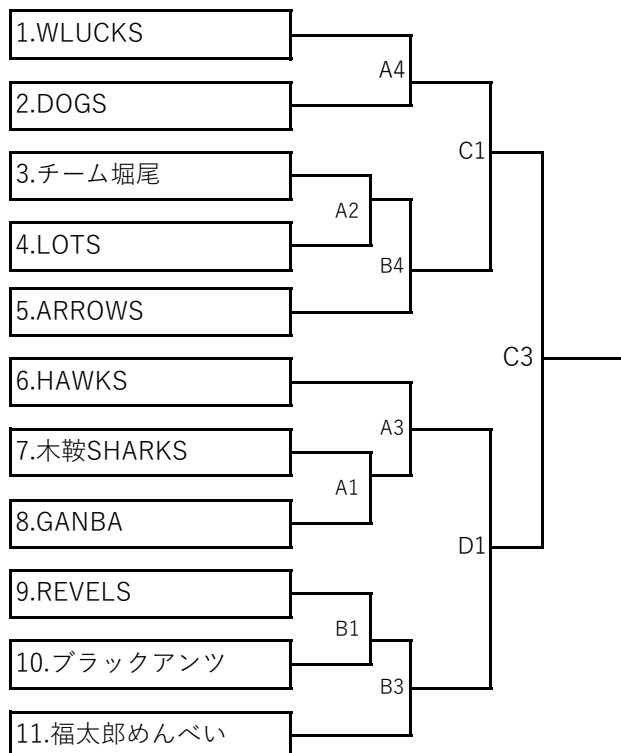 1.WLUCKS
A4
2.DOGS
C1
3.チーム堀尾
A2
4.LOTS
B4
5.ARROWS
C3
6.HAWKS
A3
7.木鞍SHARKS
A1
8.GANBA
D1
9.REVELS
B1
10.ブラックアンツ
B3
11.福太郎めんべい